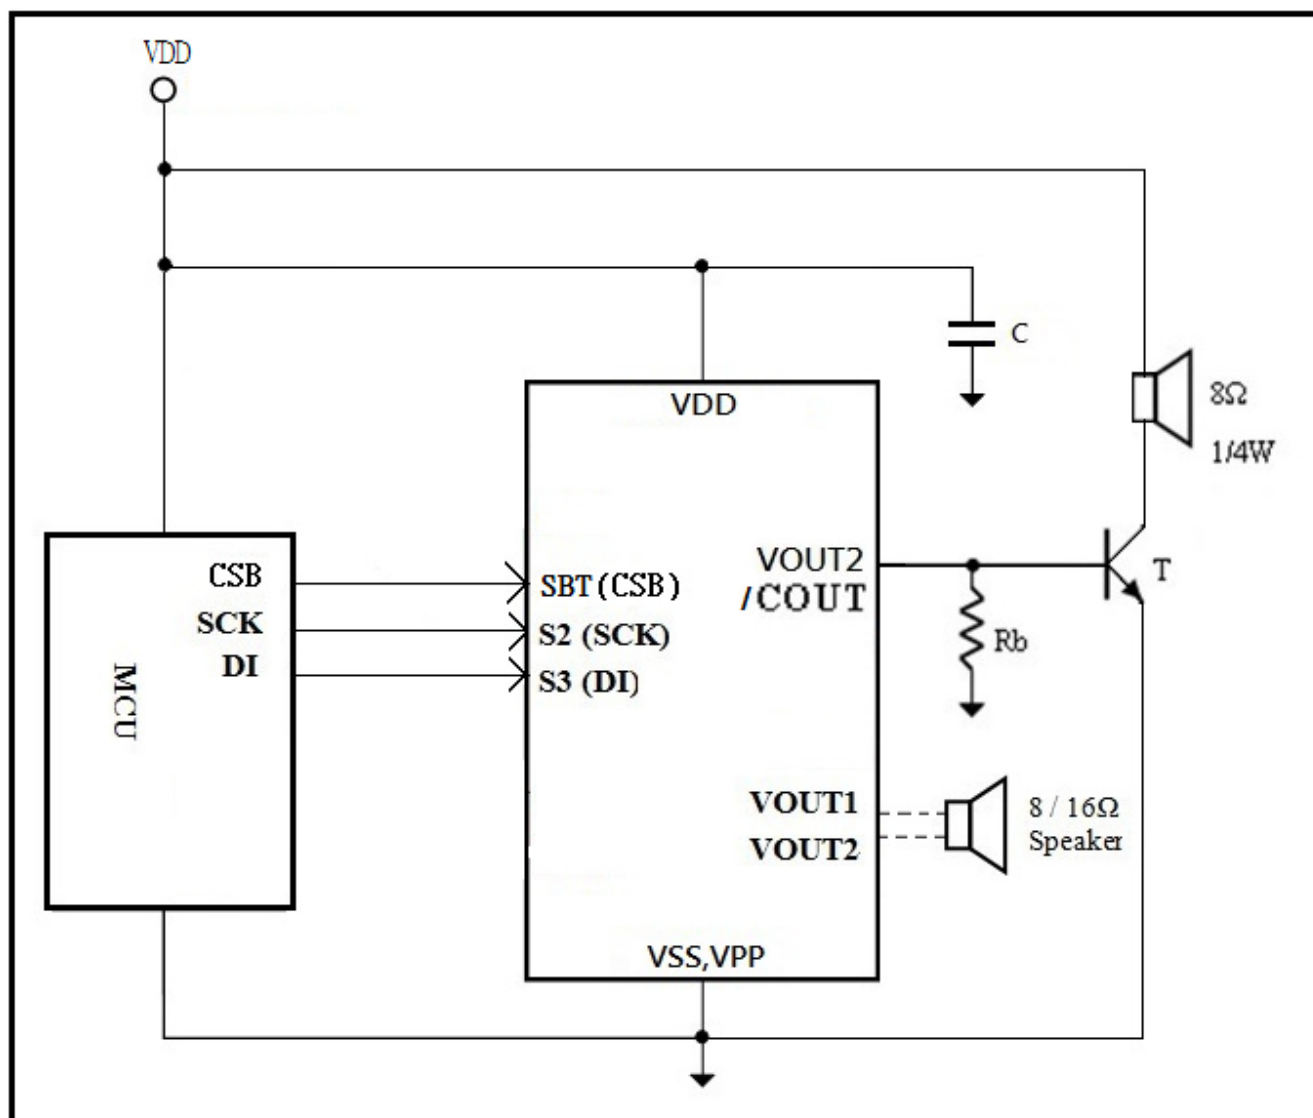 VDD
C
8Ω
1/4W
VDD
CSB
SCK
DI
MCU
SBT (CSB)
S2 (SCK)
S3 (DI)
VOUT2
/COUT
T
Rb
VOUT1
VOUT2
8 / 16Ω
Speaker
VSS,VPP